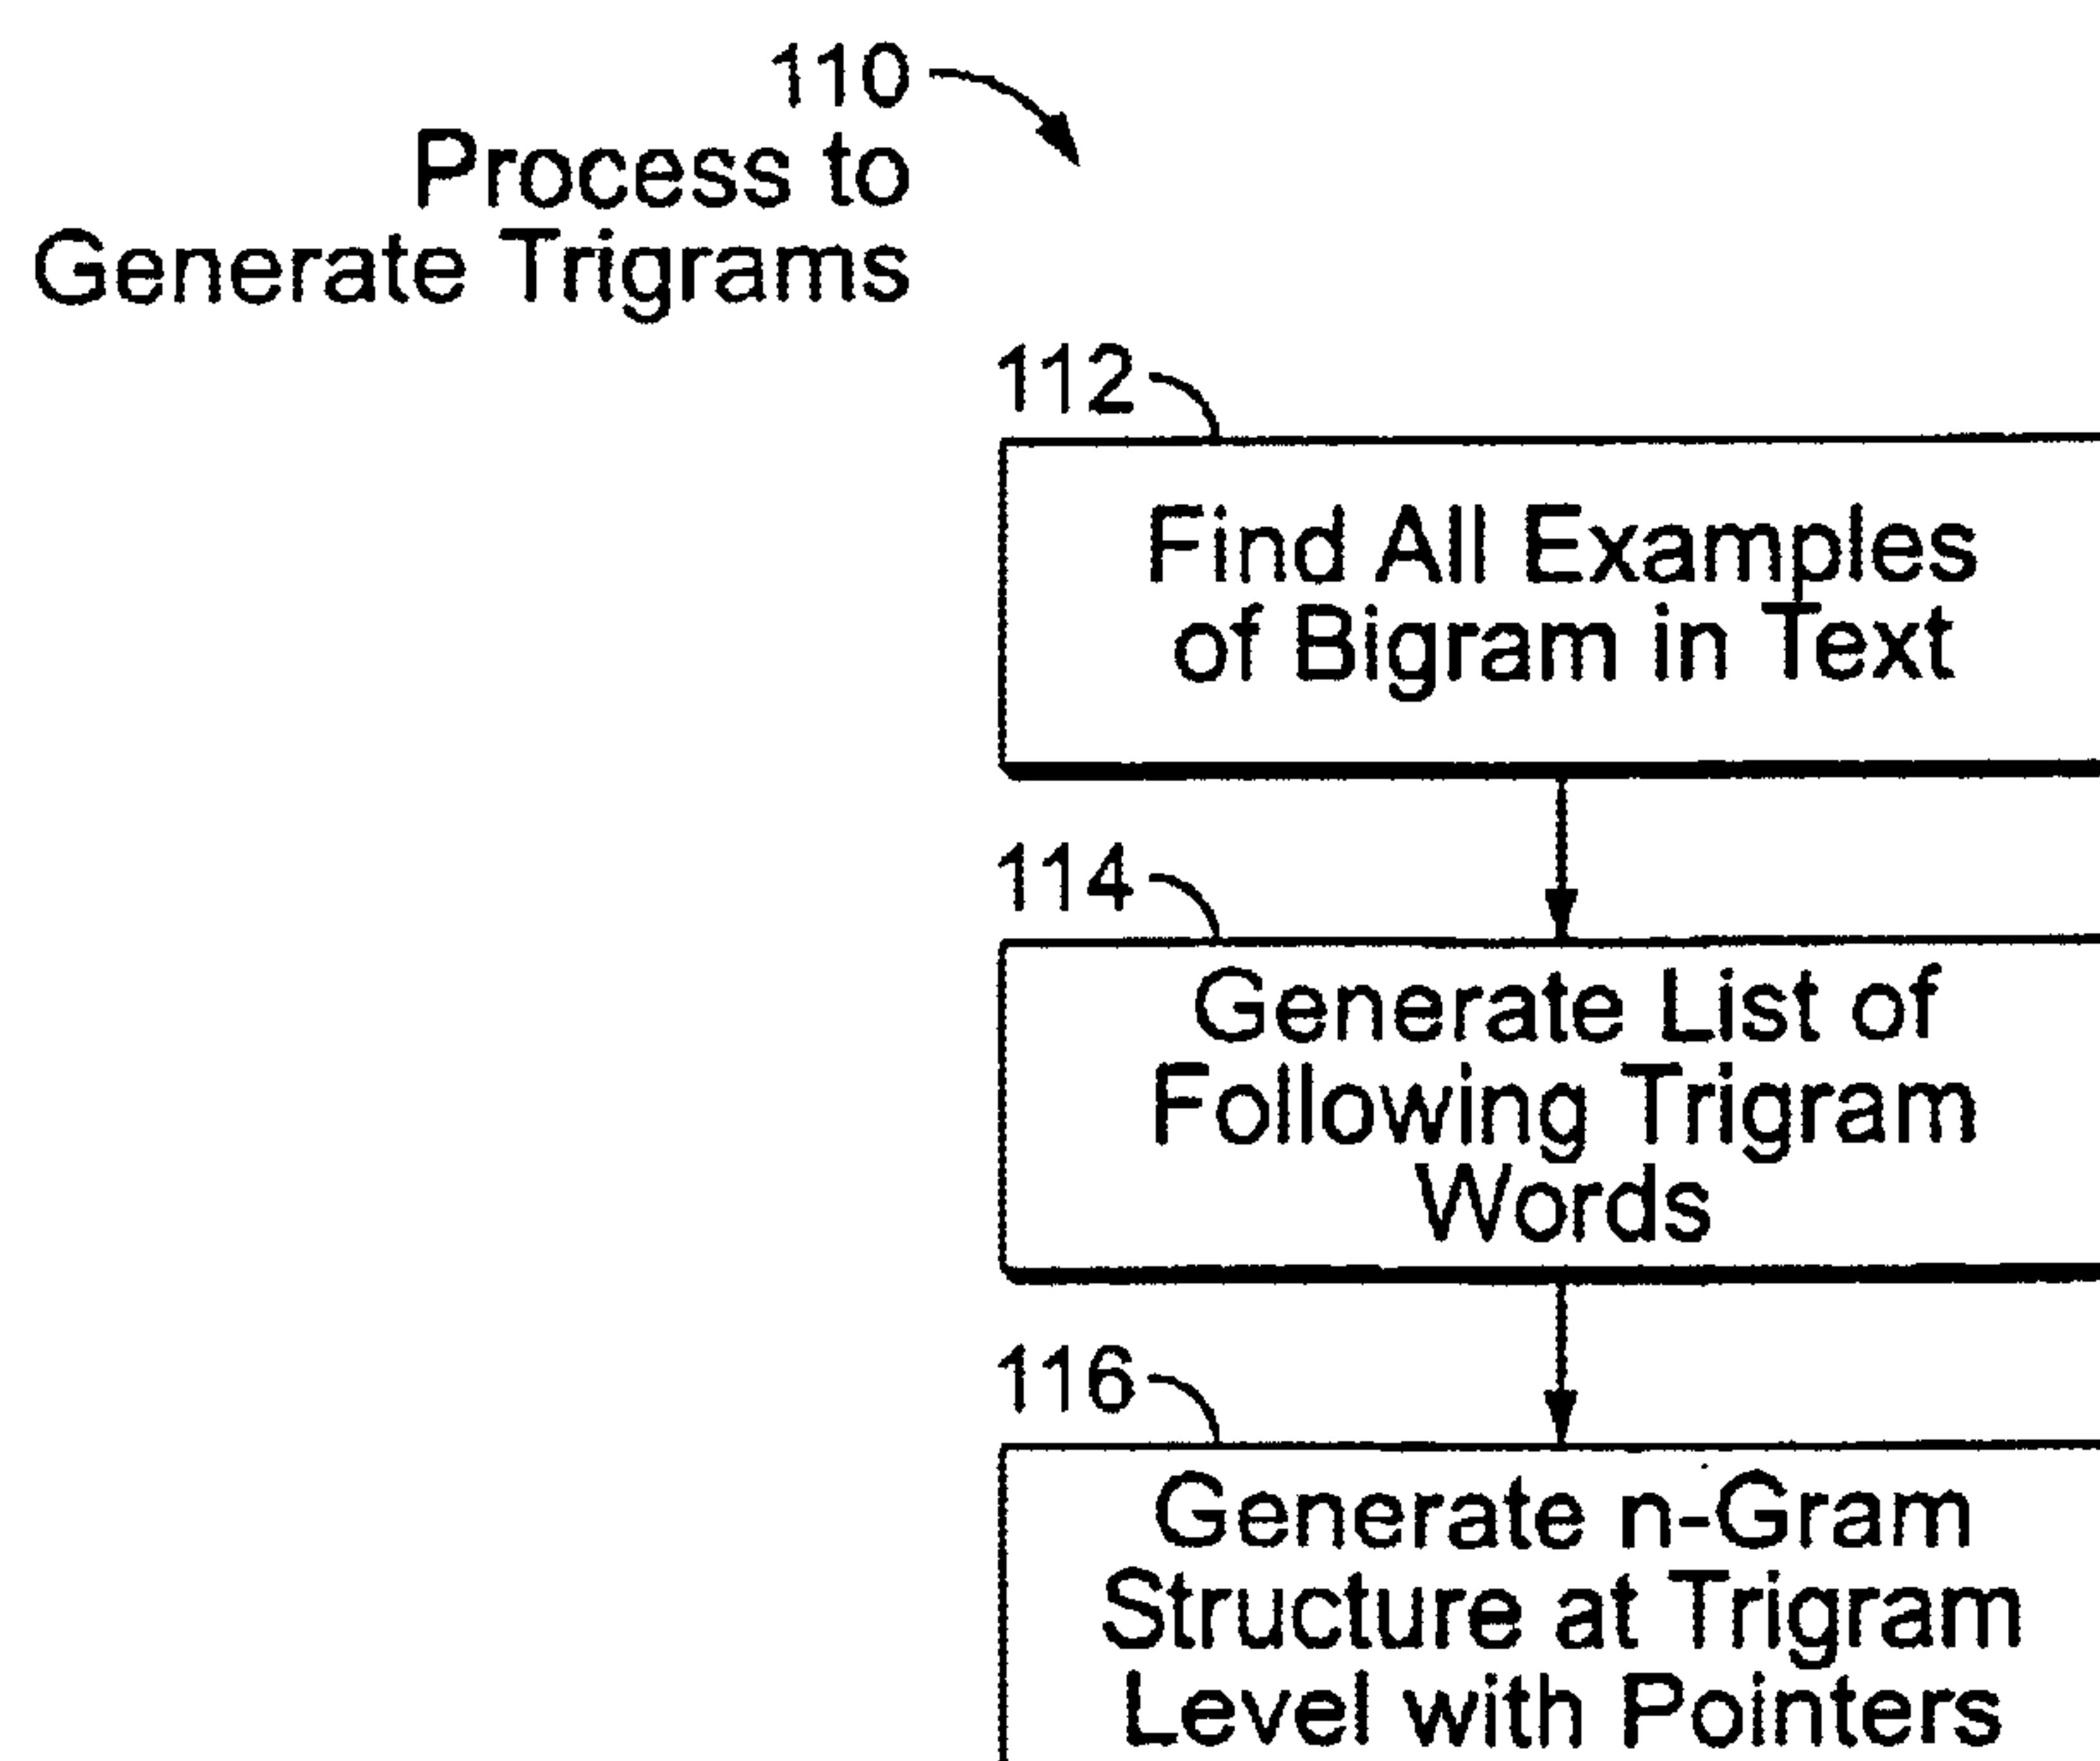 110
Process to
Generate Trigrams
112
Find All Examples
of Bigram in Text
114
Generate List of
Following Trigram
Words
116
Generate n-Gram
Structure at Trigram
Level with Pointers